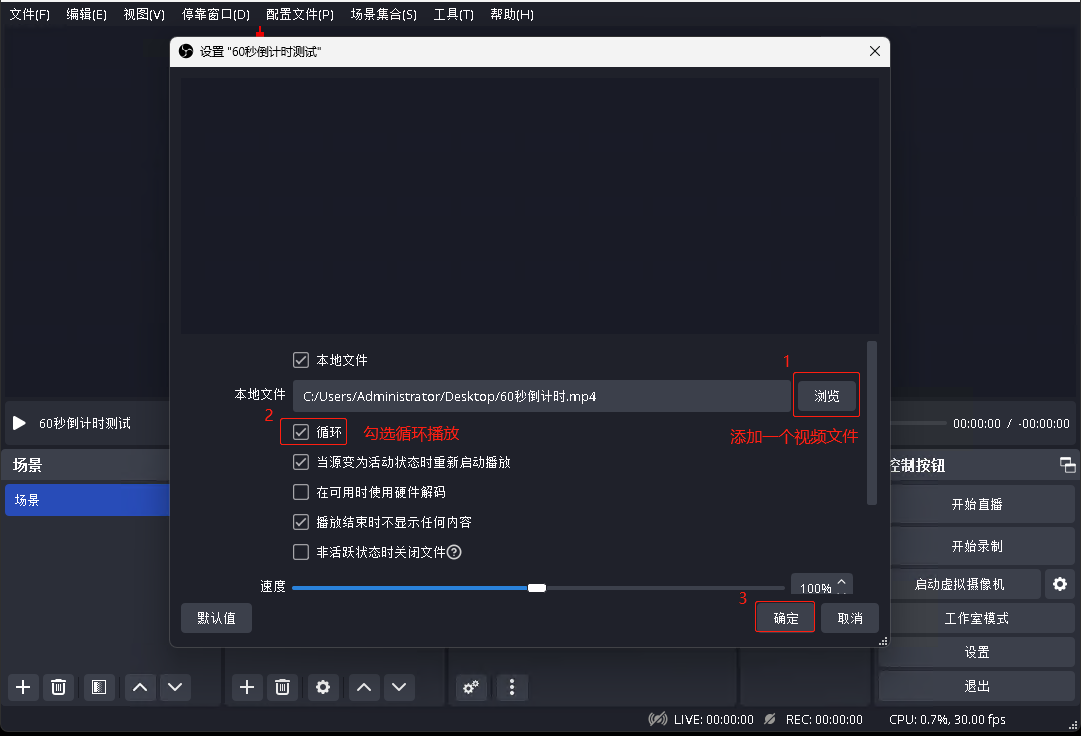 文件(F) 编辑(E) 视图(V) 停靠窗口(D) 配置文件(P) 场景集合(S) 工具(T) 帮助(H)
设置 "60秒倒计时测试"
本地文件
1
本地文件 C:/Users/Administrator/Desktop/60秒倒计时.mp4 浏览
2
循环 勾选循环播放 添加一个视频文件
60秒倒计时测试 00:00:00 / -00:00:00
当源变为活动状态时重新启动播放
场景 控制按钮
在可用时使用硬件解码
场景 开始直播
播放结束时不显示任何内容
开始录制
非活跃状态时关闭文件
启动虚拟摄像机
速度 100%
3
默认值 确定 取消 工作室模式
设置
退出
LIVE: 00:00:00 REC: 00:00:00 CPU: 0.7%, 30.00 fps